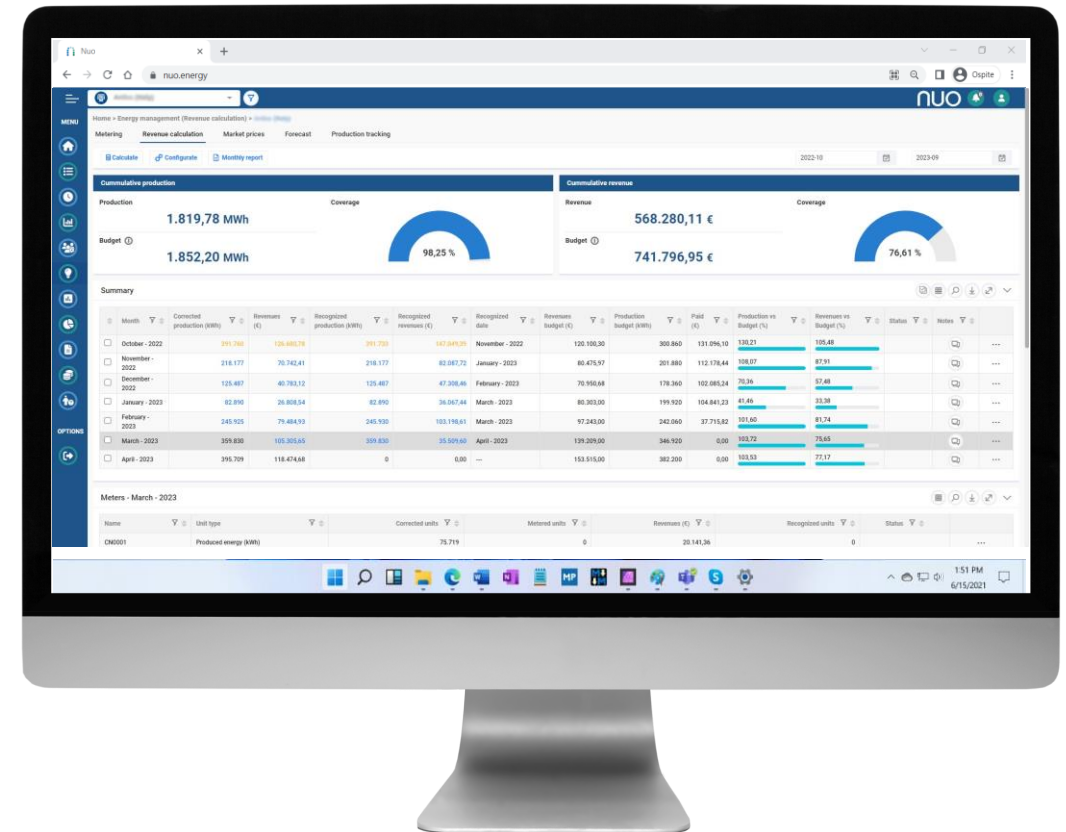 Nuo
nuo.energy
Ospite
nuo
MENU
Home > Energy management (Revenue calculation) >
Metering Revenue calculation Market prices Forecast Production tracking
Calculate Configurate Monthly report 2022-10 2023-09
Cummulative production
Production Coverage
1.819,78 MWh
Budget
1.852,20 MWh
98,25 %
Cummulative revenue
Revenue Coverage
568.280,11 €
Budget
741.796,95 €
76,61 %
Summary
Month Corrected production (KWh) Revenues (€) Recognized production (kWh) Recognized revenues (€) Recognized date Revenues budget (€) Production budget (kWh) Paid (€) Production vs Budget (%) Revenues vs Budget (%) Status Notes
October - 2022 November - 2022 120.100,30 300.860 131.096,10 130,21 105,48
November - 2022 218.177 70.742,41 218.177 82.087,72 January - 2023 80.475,97 201.880 112.178,44 108,07 87,91
December - 2022 125.487 40.783,12 125.487 47.308,46 February - 2023 70.950,68 178.360 102.085,24 70,36 57,48
January - 2023 82.890 26.808,54 82.890 36.067,44 March - 2023 80.303,00 199.920 104.841,23 41,46 33,38
February - 2023 245.925 79.484,93 245.930 103.198,61 March - 2023 97.243,00 242.060 37.715,82 101,60 81,74
March - 2023 359.830 105.305,65 359.830 35.509,60 April - 2023 139.209,00 346.920 0,00 103,72 75,65
April - 2023 395.709 118.474,68 0 0,00 — 153.515,00 382.200 0,00 103,53 77,17
OPTIONS
Meters - March - 2023
Name Unit type Corrected units Metered units Revenues (€) Recognized units Status
CN0001 Produced energy (kWh) 75.719 0 20.141,36 0
1:51 PM
6/15/2021